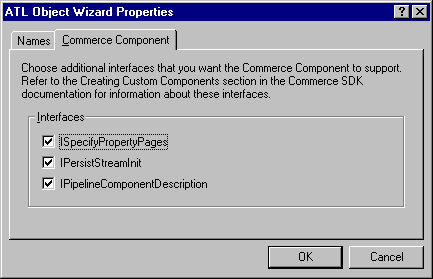 ATL Object Wizard Properties
Names Commerce Component
Choose additional interfaces that you want the Commerce Component to support.
Refer to the Creating Custom Components section in the Commerce SDK
documentation for information about these interfaces.
Interfaces
ISpecifyPropertyPages
IPersistStreamInit
IPipelineComponentDescription
OK Cancel